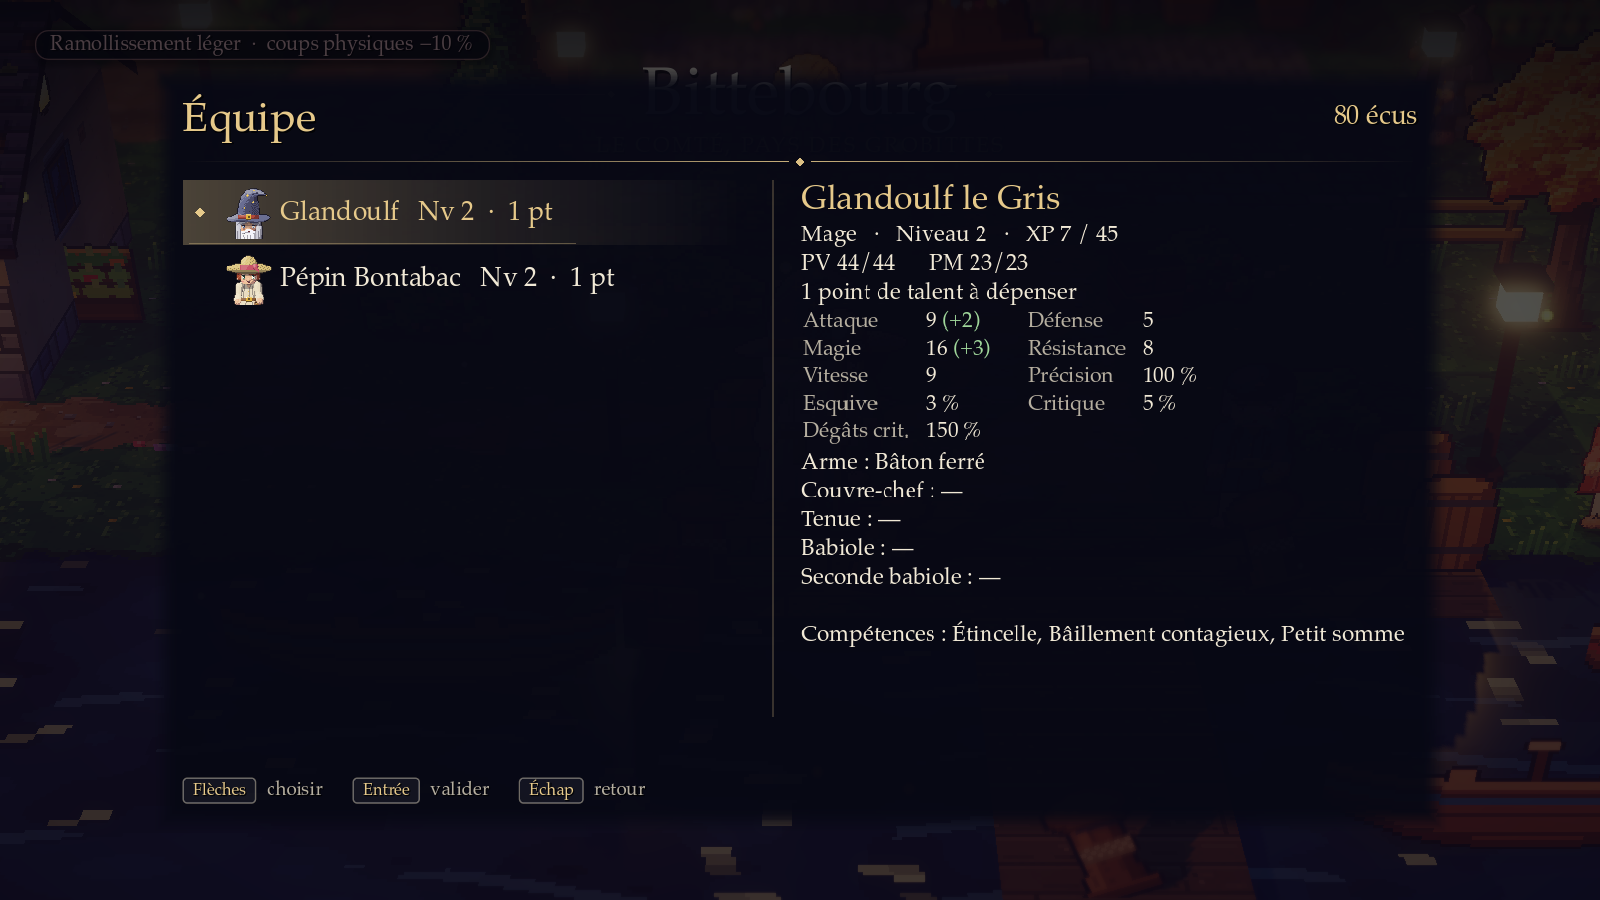 Ramollissement léger · coups physiques −10 %
Bittebourg
Équipe
80 écus
Glandoulf Nv 2 · 1 pt
Pépin Bontabac Nv 2 · 1 pt
Glandoulf le Gris
Mage · Niveau 2 · XP 7 / 45
PV 44/44 PM 23/23
1 point de talent à dépenser
Attaque 9 (+2) Défense 5
Magie 16 (+3) Résistance 8
Vitesse 9 Précision 100 %
Esquive 3 % Critique 5 %
Dégâts crit. 150 %
Arme : Bâton ferré
Couvre-chef : —
Tenue : —
Babiole : —
Seconde babiole : —
Compétences : Étincelle, Bâillement contagieux, Petit somme
Flèches choisir Entrée valider Échap retour